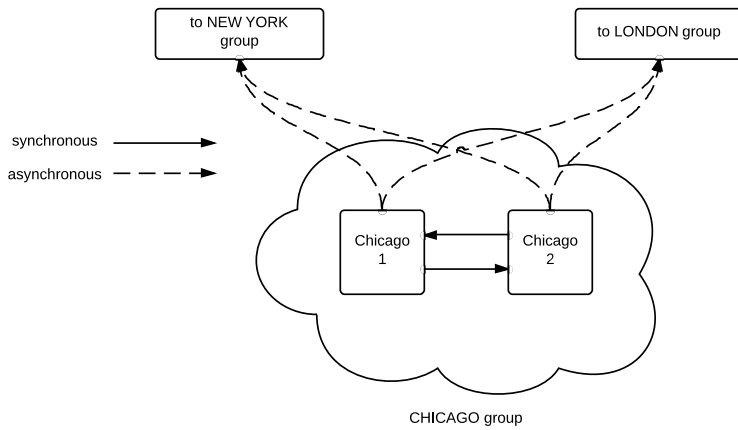 to NEW YORK
group
to LONDON group
synchronous
asynchronous
Chicago
1
Chicago
2
CHICAGO group